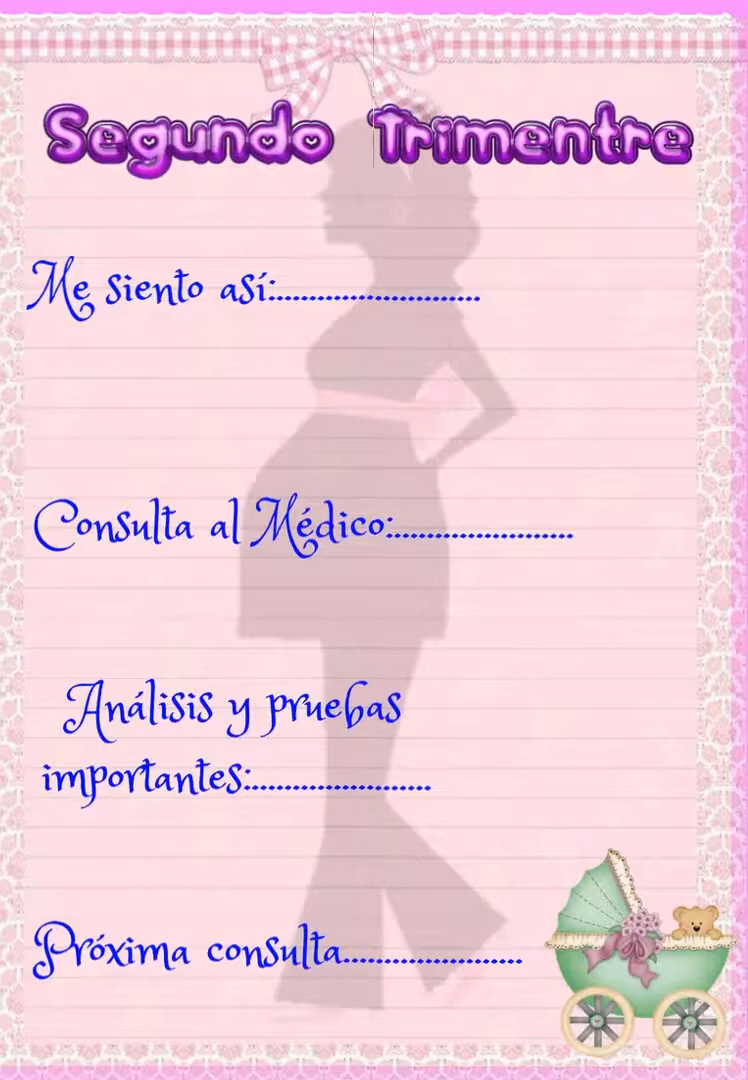 Segundo Trimentre
Me siento así:...............................
Consulta al Médico:............................
Análisis y pruebas
importantes:............................
Próxima consulta...........................